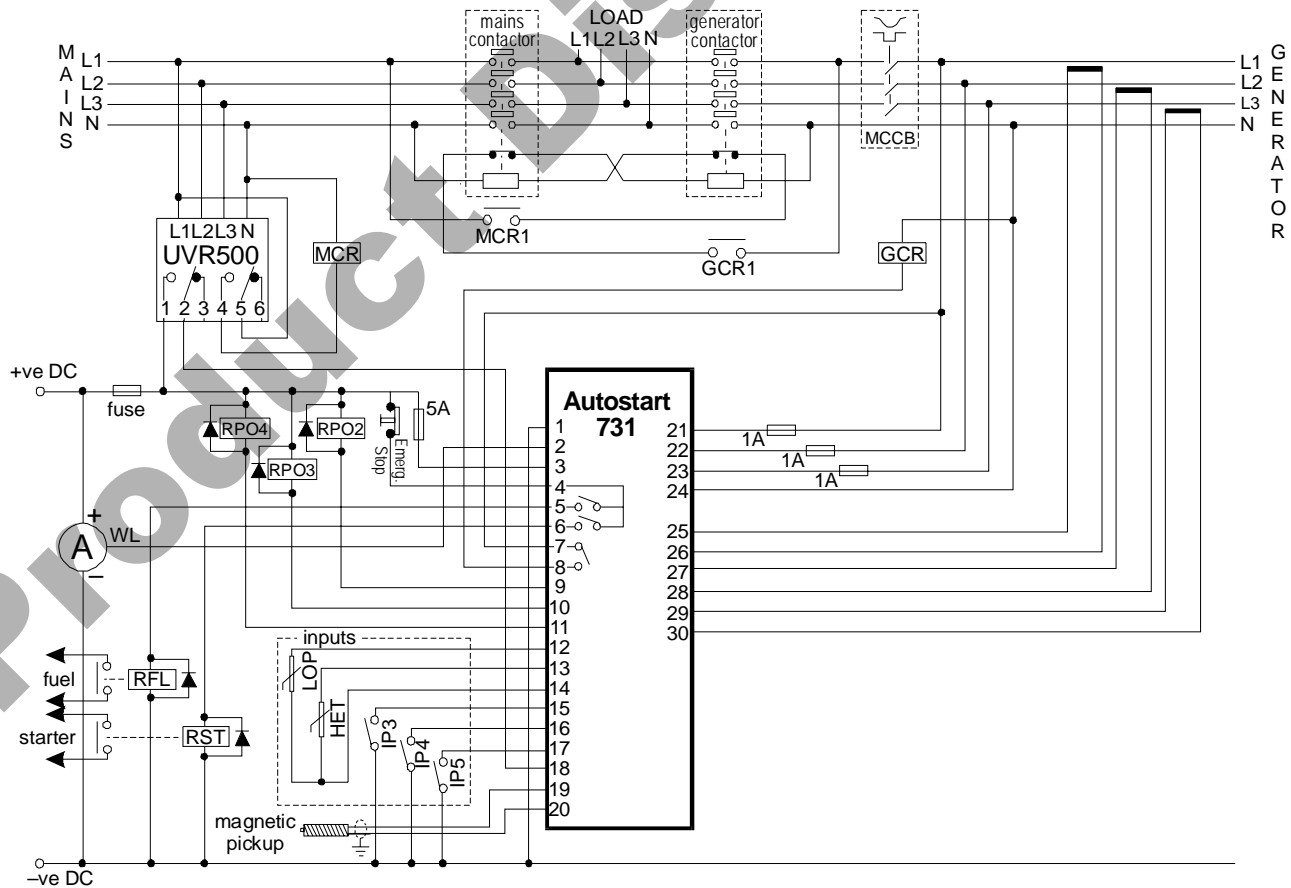 Product Dis
mains contactor
LOAD
L1 L2 L3 N
generator contactor
MCCB
MAINS
L1
L2
L3
N
GENERATOR
L1
L2
L3
N
L1 L2 L3 N
UVR500
1 2 3 4 5 6
MCR
MCR1
GCR1
GCR
+ve DC
fuse
RPO4
RPO2
RPO3
Emerg. Stop
5A
Autostart
731
1
2
3
4
5
6
7
8
9
10
11
12
13
14
15
16
17
18
19
20
21
22
23
24
25
26
27
28
29
30
1A
1A
1A
+
A
WL
–
inputs
LOP
HET
IP3
IP4
IP5
fuel
RFL
starter
RST
magnetic
pickup
–ve DC